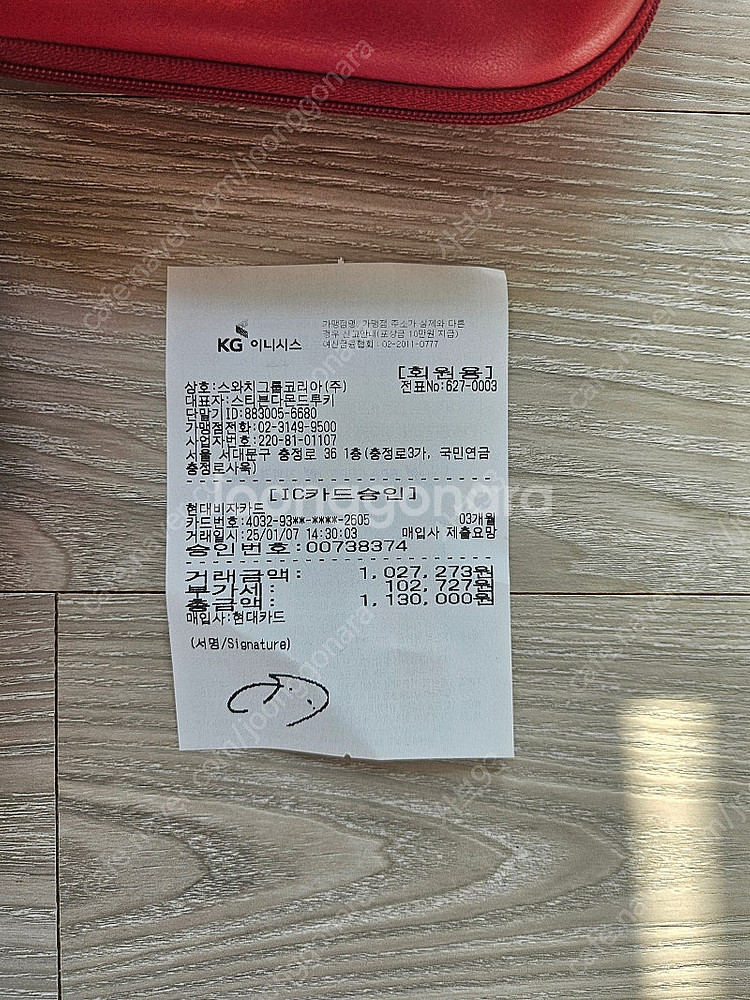 KG 이니시스
가맹점명, 가맹점 주소가 실제와 다른
경우 신고안내(포상금 10만원 지급)
여신금융협회 : 02-2011-0777
[회원용]
상호:스와치그룹코리아(주) 전표No:627-0003
대표자:스티븐다몬드투키
단말기ID:883005-6680
가맹점전화:02-3149-9500
사업자번호:220-81-01107
서울 서대문구 충정로 36 1층(충정로3가, 국민연금
충정로사옥)
[IC카드승인]
현대비자카드
카드번호:4032-93**-****-2605 03개월
거래일시:25/01/07 14:30:03 매입사 제출요망
승인번호:00738374
거래금액: 1,027,273원
부가세: 102,727원
총금액: 1,130,000원
매입사:현대카드
(서명/Signature)
joonggonara
cafe.naver.com/joonggonara